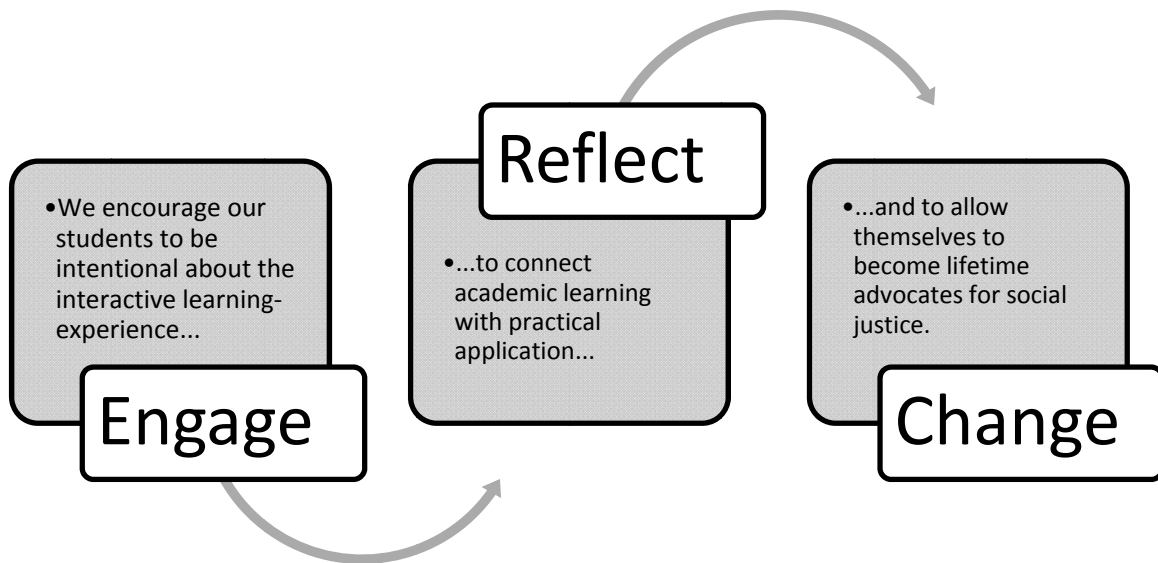 •We encourage our
students to be
intentional about the
interactive learning-
experience...
Engage
Reflect
•...to connect
academic learning
with practical
application...
•...and to allow
themselves to
become lifetime
advocates for social
justice.
Change